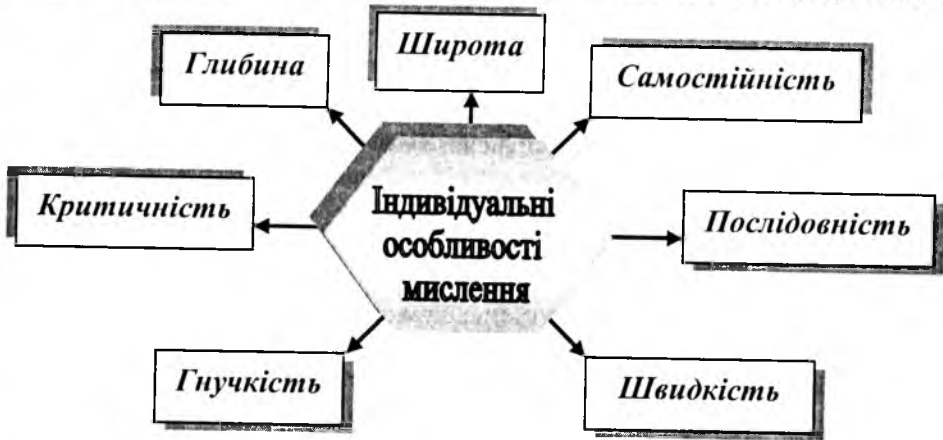 Широта
Глибина
Самостійність
Критичність
Індивідуальні
особливості
мислення
Послідовність
Гнучкість
Швидкість